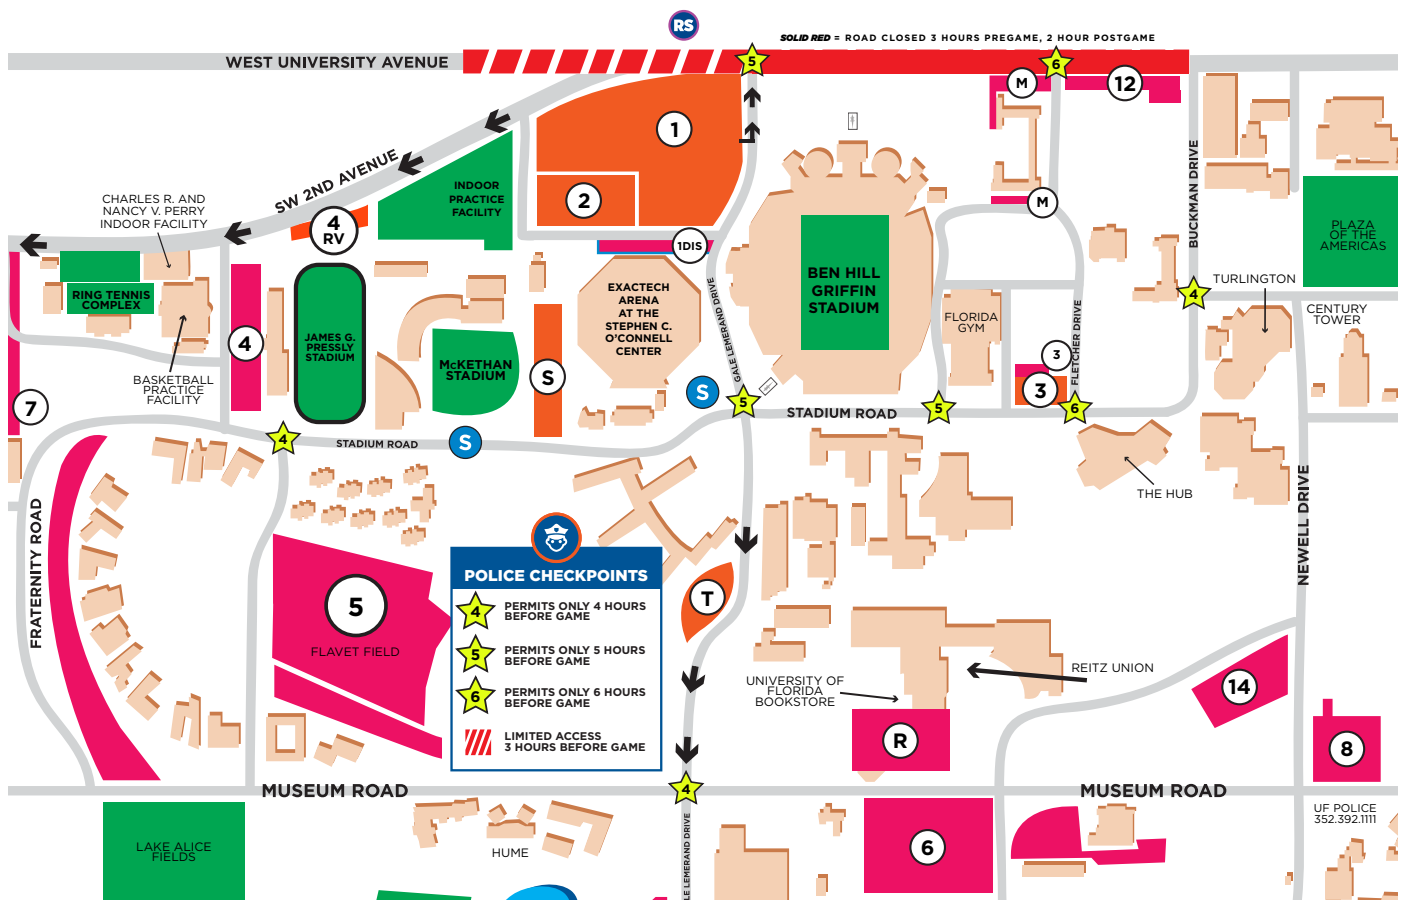 RS
SOLID RED = ROAD CLOSED 3 HOURS PREGAME, 2 HOUR POSTGAME
WEST UNIVERSITY AVENUE
5
6
M
12
1
SW 2ND AVENUE
INDOOR
PRACTICE
FACILITY
2
CHARLES R. AND
NANCY V. PERRY
INDOOR FACILITY
4
RV
M
1DIS
BUCKMAN DRIVE
PLAZA
OF THE
AMERICAS
RING TENNIS
COMPLEX
EXACTECH
ARENA
AT THE
STEPHEN C.
O'CONNELL
CENTER
BEN HILL
GRIFFIN
STADIUM
GALE LEMERAND DRIVE
FLORIDA
GYM
FLETCHER DRIVE
4
TURLINGTON
CENTURY
TOWER
4
JAMES G.
PRESSLY
STADIUM
McKETHAN
STADIUM
S
3
3
BASKETBALL
PRACTICE
FACILITY
7
S
5
STADIUM ROAD
5
6
4
STADIUM ROAD
S
THE HUB
FRATERNITY ROAD
NEWELL DRIVE
POLICE CHECKPOINTS
4
PERMITS ONLY 4 HOURS
BEFORE GAME
5
PERMITS ONLY 5 HOURS
BEFORE GAME
6
PERMITS ONLY 6 HOURS
BEFORE GAME
LIMITED ACCESS
3 HOURS BEFORE GAME
5
FLAVET FIELD
T
REITZ UNION
UNIVERSITY OF
FLORIDA
BOOKSTORE
14
R
8
MUSEUM ROAD
4
MUSEUM ROAD
UF POLICE
352.392.1111
LAKE ALICE
FIELDS
HUME
LE LEMERAND DRIVE
6